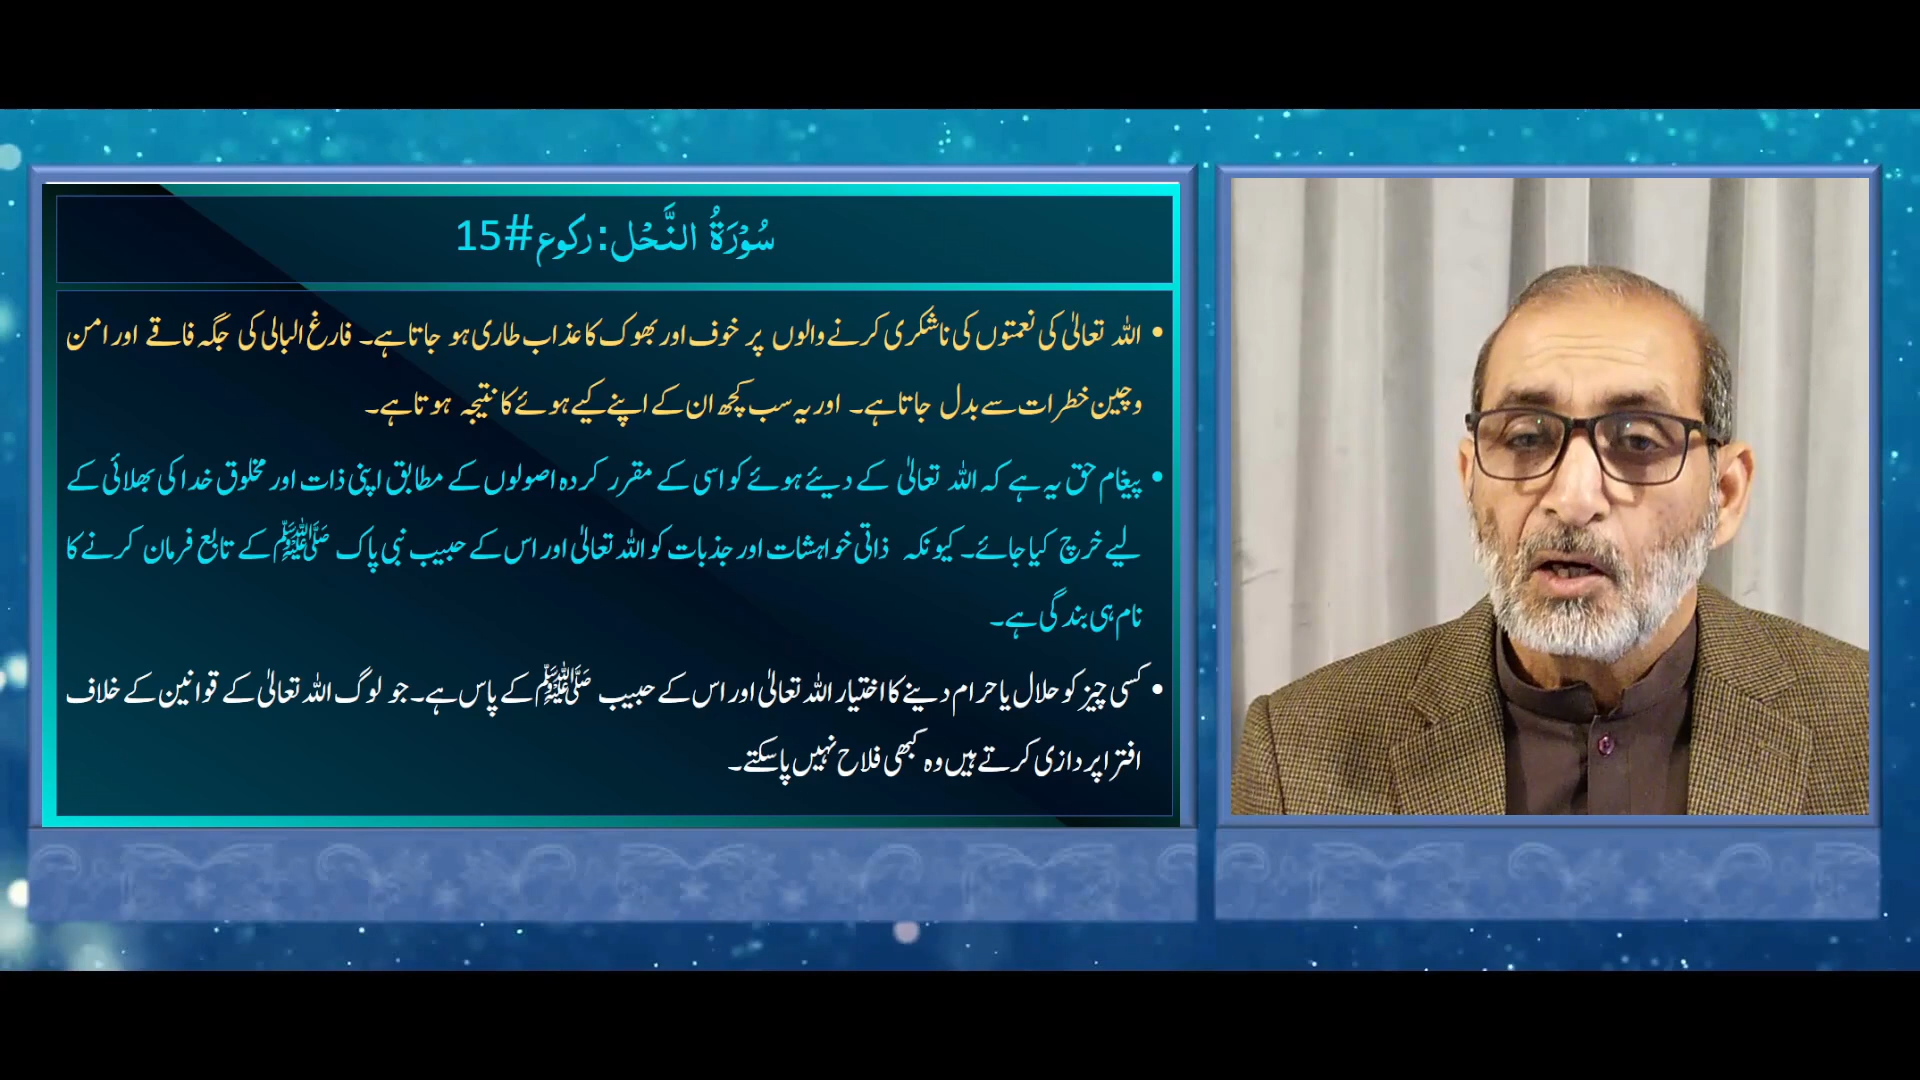 سُوْرَۃُ النَّحْل: رکوع#15
• اللہ تعالیٰ کی نعمتوں کی ناشکری کرنے والوں پر خوف اور بھوک کا عذاب طاری ہو جاتا ہے۔ فارغ البالی کی جگہ فاقے اور امن
و چین خطرات سے بدل جاتا ہے۔ اور یہ سب کچھ ان کے اپنے کیے ہوئے کا نتیجہ ہوتا ہے۔
• پیغام حق یہ ہے کہ اللہ تعالیٰ کے دیئے ہوئے کو اسی کے مقرر کردہ اصولوں کے مطابق اپنی ذات اور مخلوق خدا کی بھلائی کے
لیے خرچ کیا جائے۔ کیونکہ ذاتی خواہشات اور جذبات کو اللہ تعالیٰ اور اس کے حبیب نبی پاک ﷺ کے تابع فرمان کرنے کا
نام ہی بندگی ہے۔
• کسی چیز کو حلال یا حرام دینے کا اختیار اللہ تعالیٰ اور اس کے حبیب ﷺ کے پاس ہے۔ جو لوگ اللہ تعالیٰ کے قوانین کے خلاف
افترا پردازی کرتے ہیں وہ کبھی فلاح نہیں پا سکتے۔